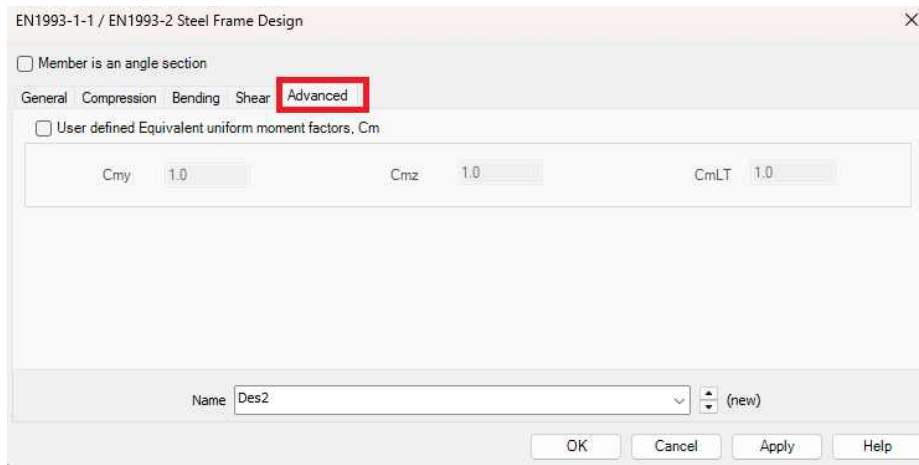 EN1993-1-1 / EN1993-2 Steel Frame Design
Member is an angle section
General Compression Bending Shear Advanced
User defined Equivalent uniform moment factors, Cm
Cmy 1.0 Cmz 1.0 CmLT 1.0
Name Des2 (new)
OK Cancel Apply Help